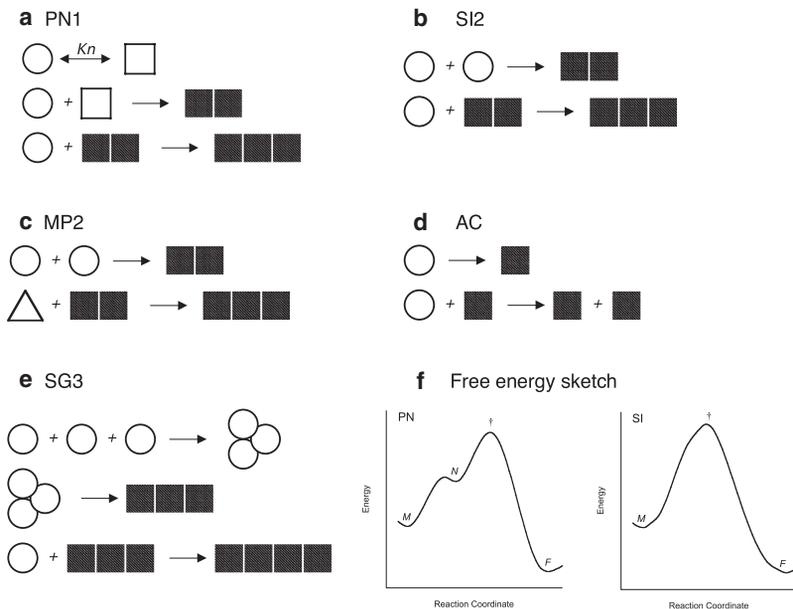 a PN1
Kn
+
+
b SI2
+
+
c MP2
+
+
d AC
+ +
e SG3
+ +
+
f Free energy sketch
PN
†
N
M
F
Energy
Reaction Coordinate
SI
†
M
F
Energy
Reaction Coordinate